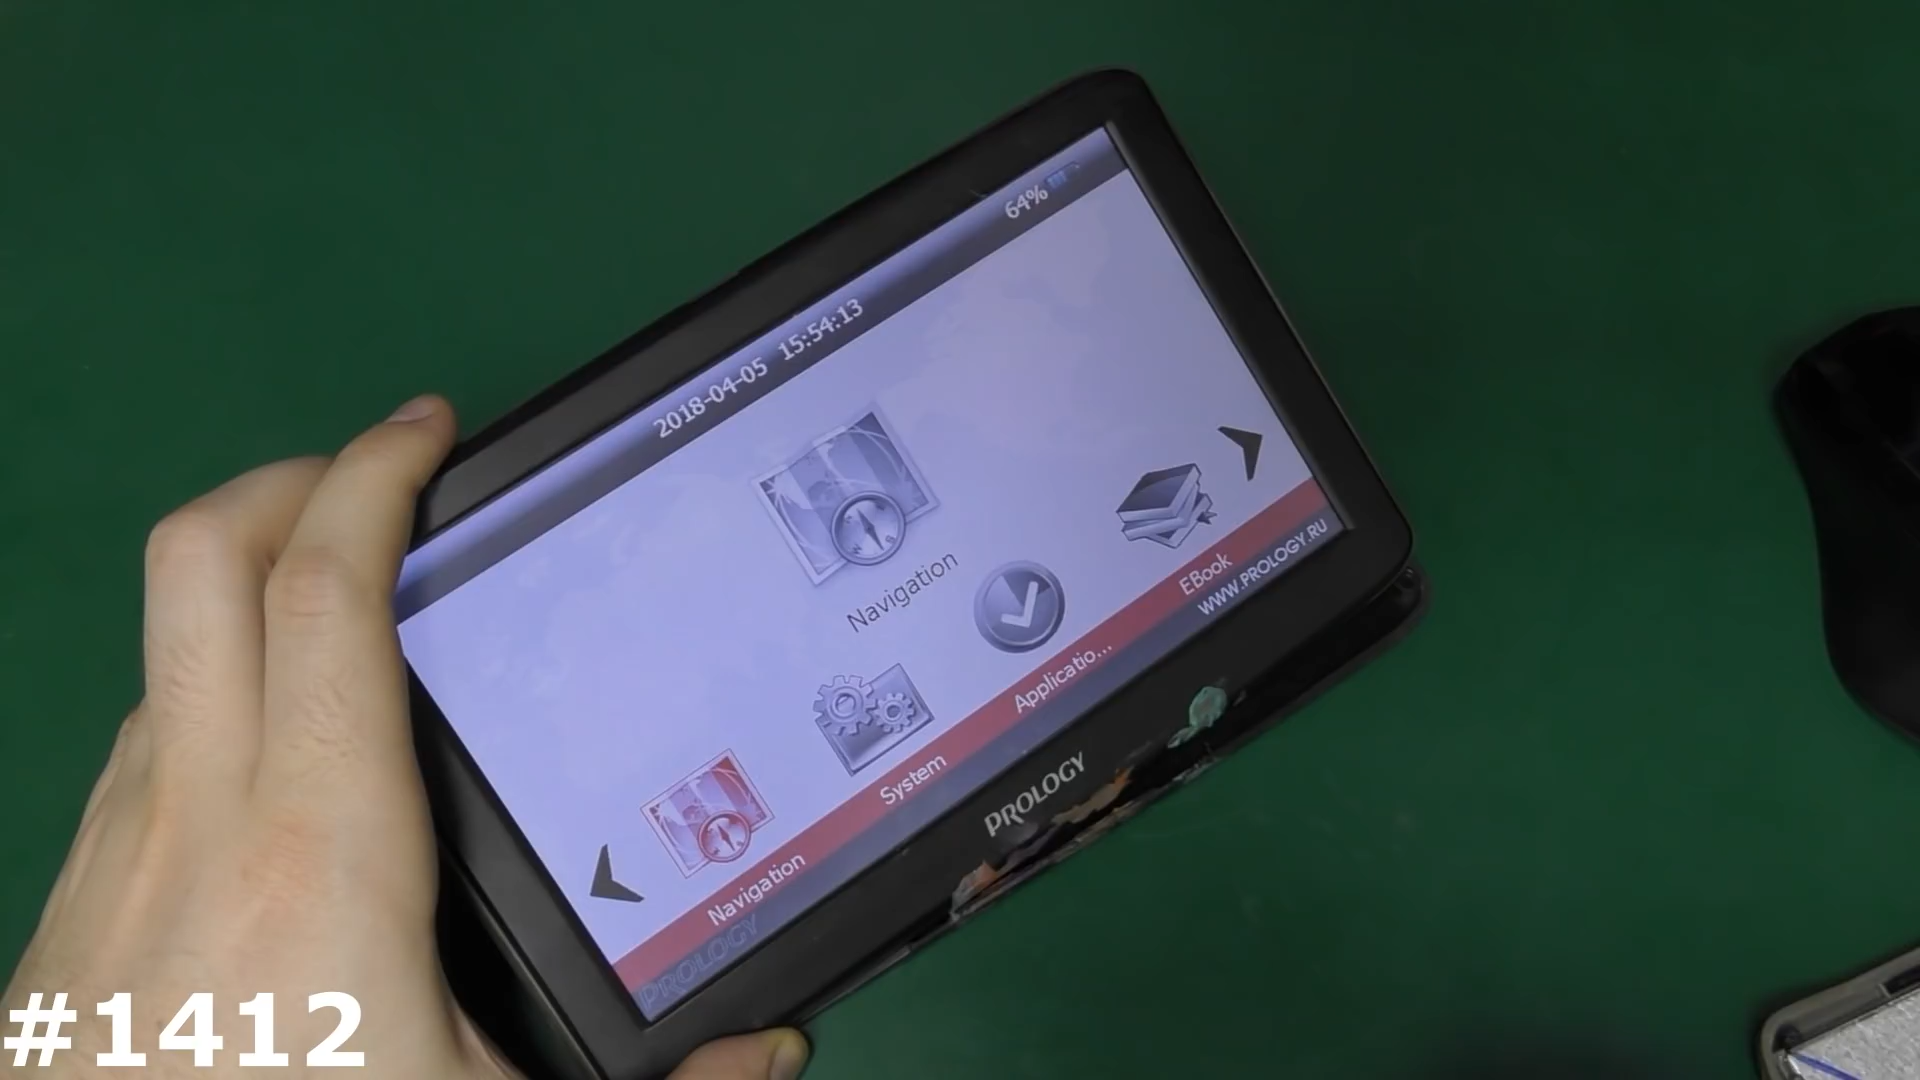 64%
2018-04-05 15:54:13
Navigation
Navigation
System
Applicatio...
EBook
PROLOGY
WWW.PROLOGY.RU
PROLOGY
#1412